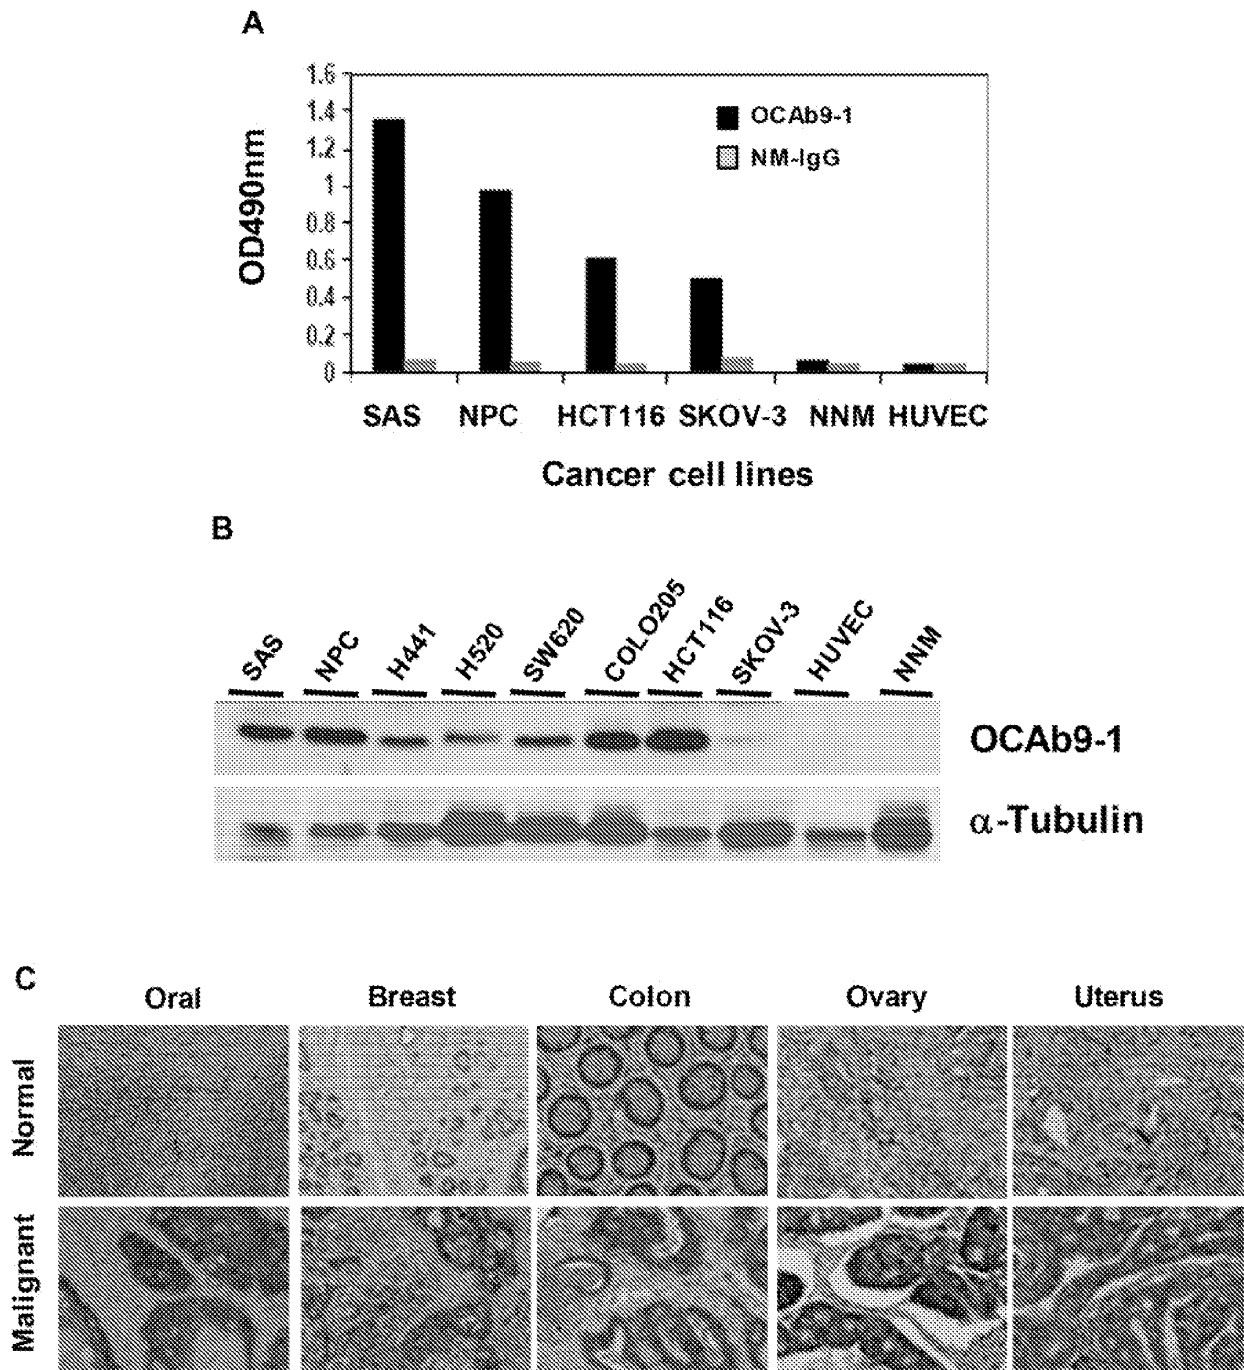 A
OD490nm
1.6
1.4
1.2
1
0.8
0.6
0.4
0.2
0
OCAb9-1
NM-IgG
SAS NPC HCT116 SKOV-3 NNM HUVEC
Cancer cell lines
B
SAS NPC H441 H520 SW620 COLO205 HCT116 SKOV-3 HUVEC NNM
OCAb9-1
α-Tubulin
C
Oral Breast Colon Ovary Uterus
Normal
Malignant